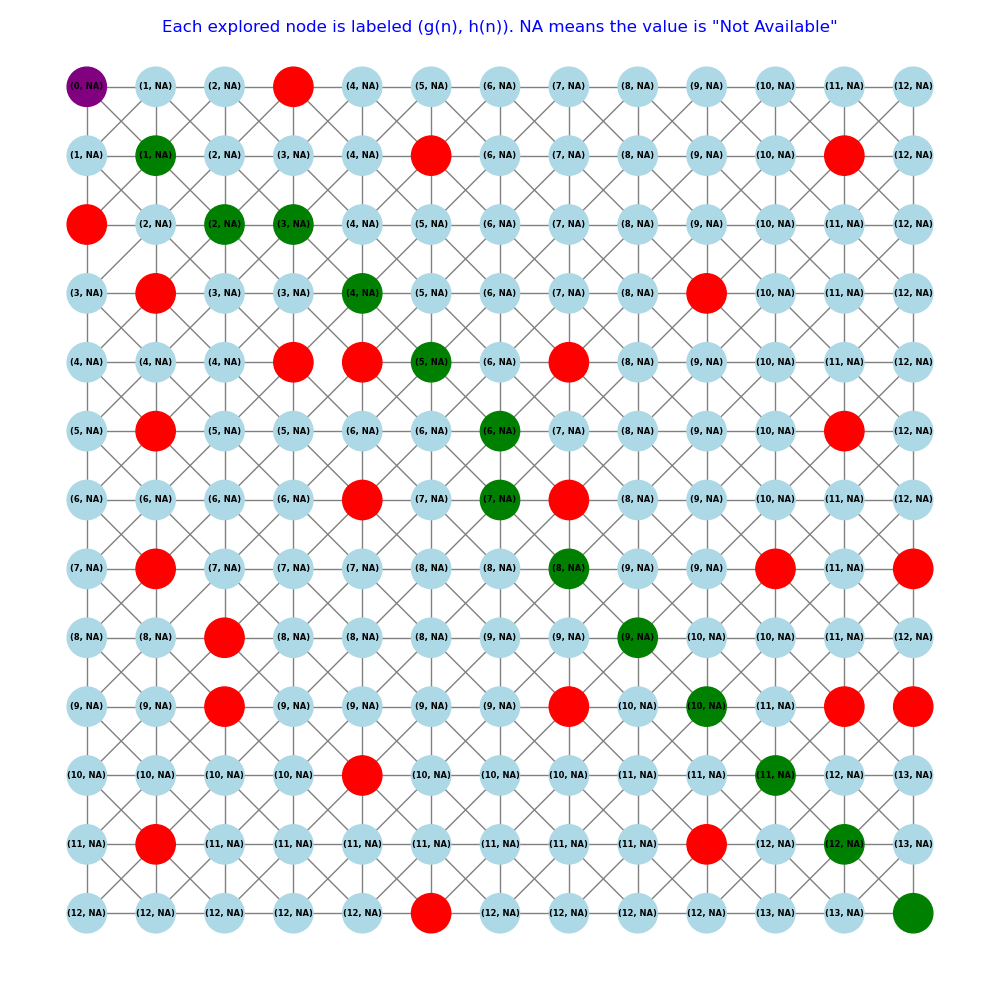 Each explored node is labeled (g(n), h(n)). NA means the value is "Not Available"
(0, NA) (1, NA) (2, NA) (4, NA) (5, NA) (6, NA) (7, NA) (8, NA) (9, NA) (10, NA) (11, NA) (12, NA)
(1, NA) (1, NA) (2, NA) (3, NA) (4, NA) (6, NA) (7, NA) (8, NA) (9, NA) (10, NA) (12, NA)
(2, NA) (2, NA) (3, NA) (4, NA) (5, NA) (6, NA) (7, NA) (8, NA) (9, NA) (10, NA) (11, NA) (12, NA)
(3, NA) (3, NA) (3, NA) (4, NA) (5, NA) (6, NA) (7, NA) (8, NA) (10, NA) (11, NA) (12, NA)
(4, NA) (4, NA) (4, NA) (5, NA) (6, NA) (8, NA) (9, NA) (10, NA) (11, NA) (12, NA)
(5, NA) (5, NA) (5, NA) (6, NA) (6, NA) (6, NA) (7, NA) (8, NA) (9, NA) (10, NA) (12, NA)
(6, NA) (6, NA) (6, NA) (6, NA) (7, NA) (7, NA) (8, NA) (9, NA) (10, NA) (11, NA) (12, NA)
(7, NA) (7, NA) (7, NA) (7, NA) (8, NA) (8, NA) (8, NA) (9, NA) (9, NA) (11, NA)
(8, NA) (8, NA) (8, NA) (8, NA) (8, NA) (9, NA) (9, NA) (9, NA) (10, NA) (10, NA) (11, NA) (12, NA)
(9, NA) (9, NA) (9, NA) (9, NA) (9, NA) (9, NA) (10, NA) (10, NA) (11, NA)
(10, NA) (10, NA) (10, NA) (10, NA) (10, NA) (10, NA) (10, NA) (11, NA) (11, NA) (11, NA) (12, NA) (13, NA)
(11, NA) (11, NA) (11, NA) (11, NA) (11, NA) (11, NA) (11, NA) (11, NA) (12, NA) (12, NA) (13, NA)
(12, NA) (12, NA) (12, NA) (12, NA) (12, NA) (12, NA) (12, NA) (12, NA) (12, NA) (13, NA) (13, NA)